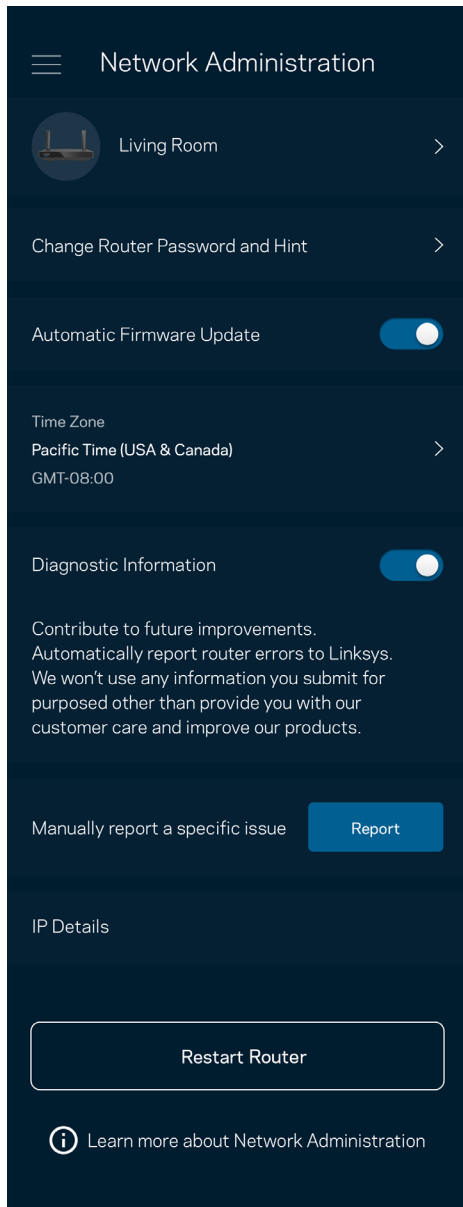 Network Administration
Living Room
Change Router Password and Hint
Automatic Firmware Update
Time Zone
Pacific Time (USA & Canada)
GMT-08:00
Diagnostic Information
Contribute to future improvements.
Automatically report router errors to Linksys.
We won't use any information you submit for
purposed other than provide you with our
customer care and improve our products.
Manually report a specific issue
Report
IP Details
Restart Router
Learn more about Network Administration